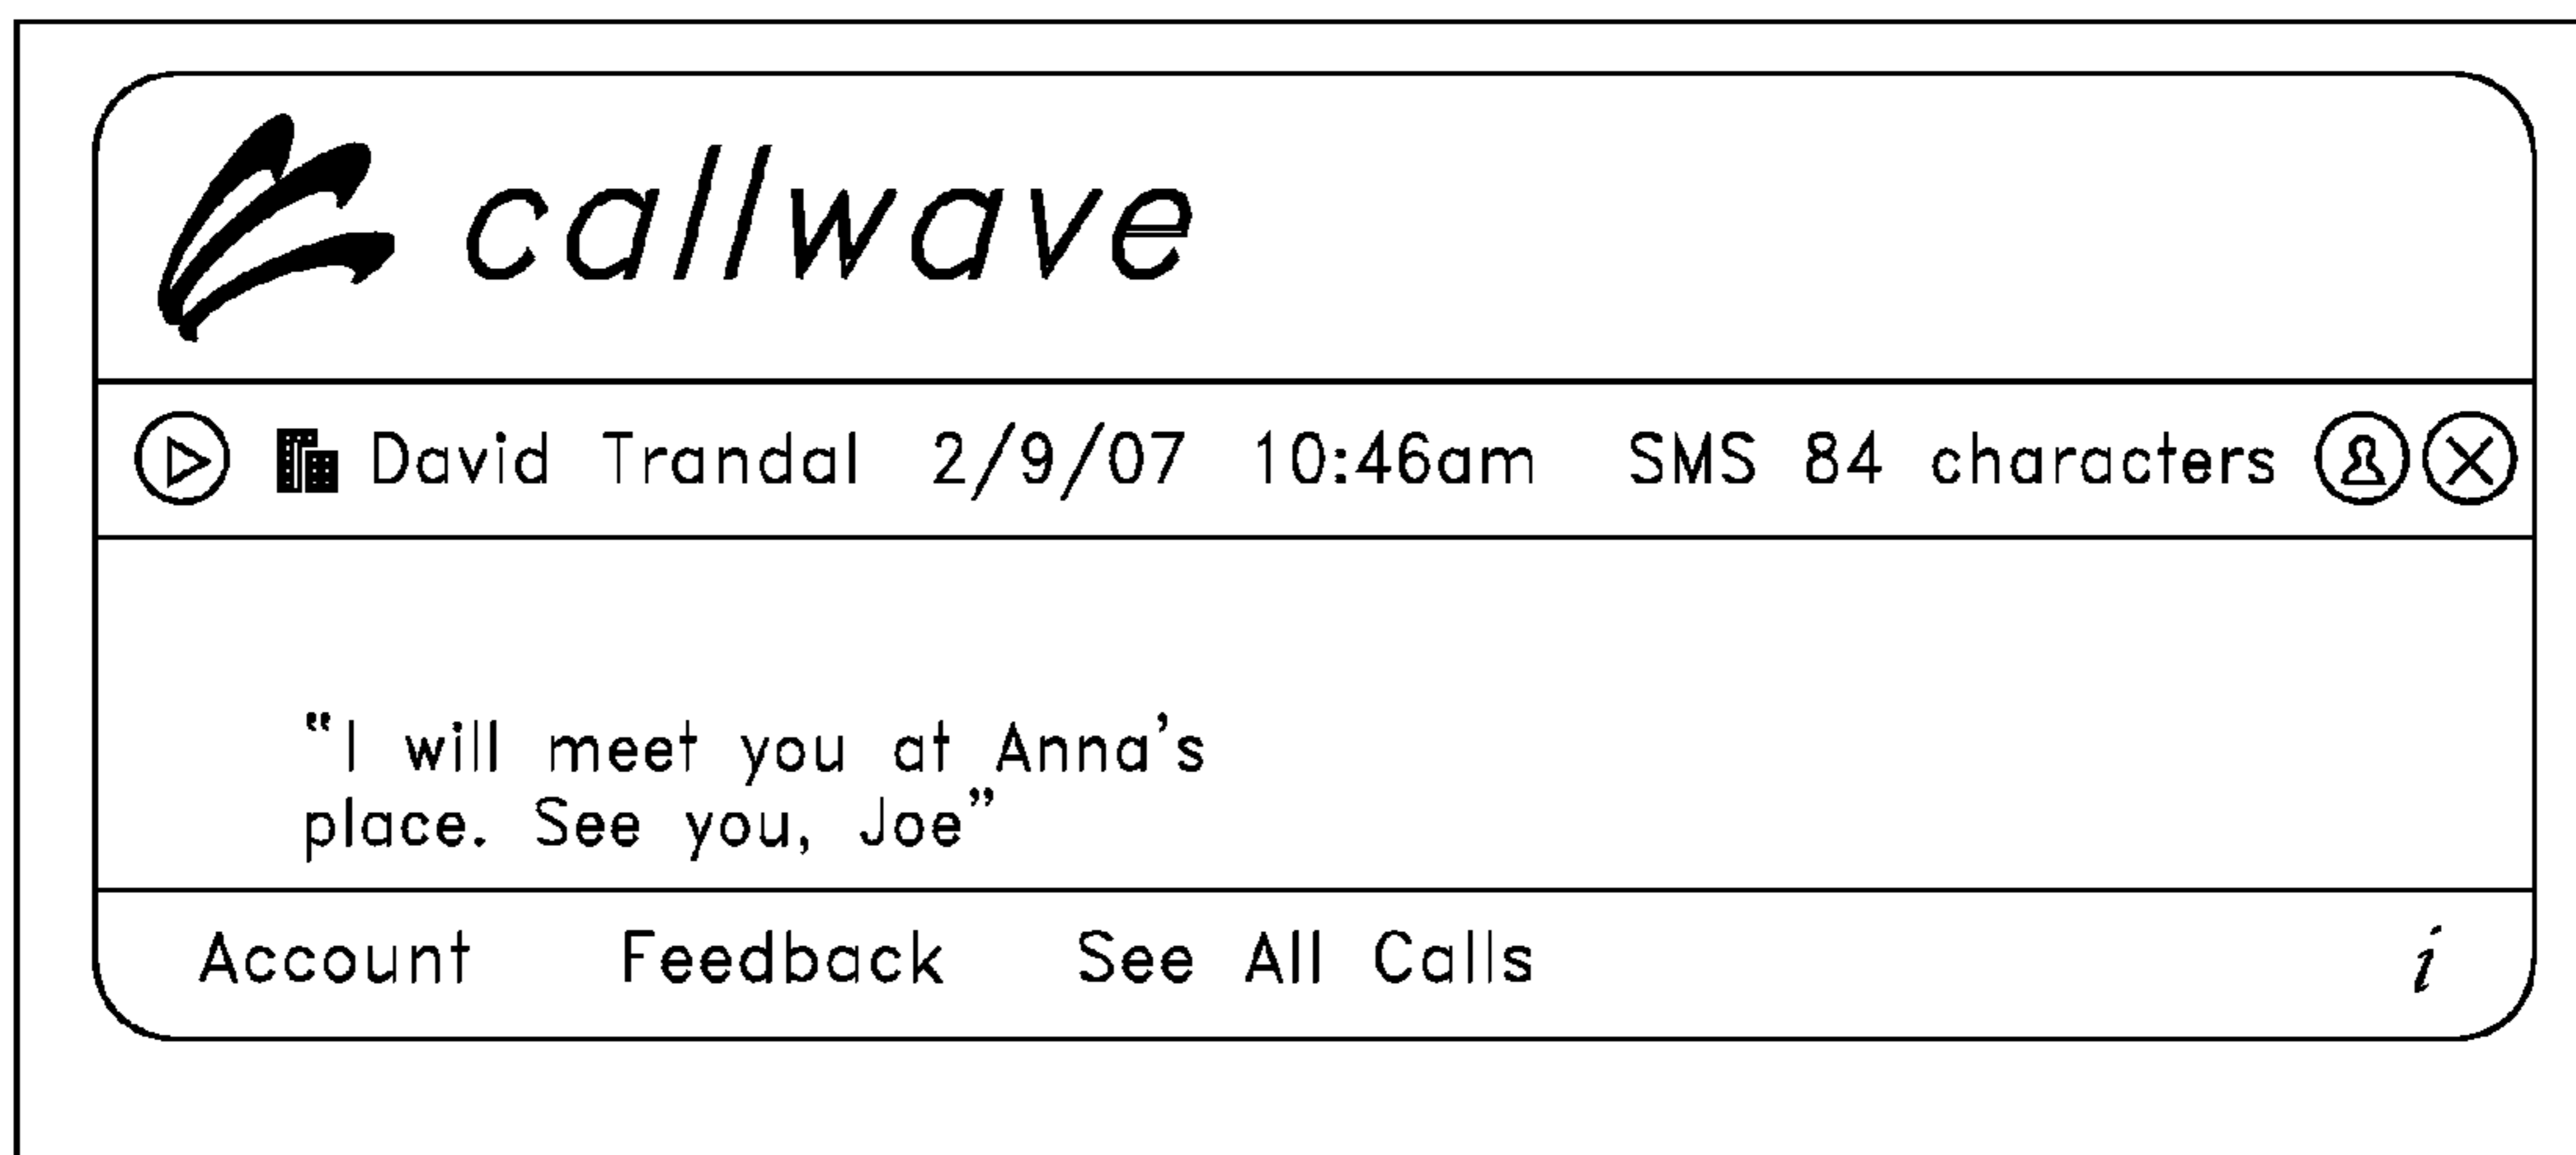 callwave
David Trandal 2/9/07 10:46am SMS 84 characters
“I will meet you at Anna’s
place. See you, Joe”
Account Feedback See All Calls i